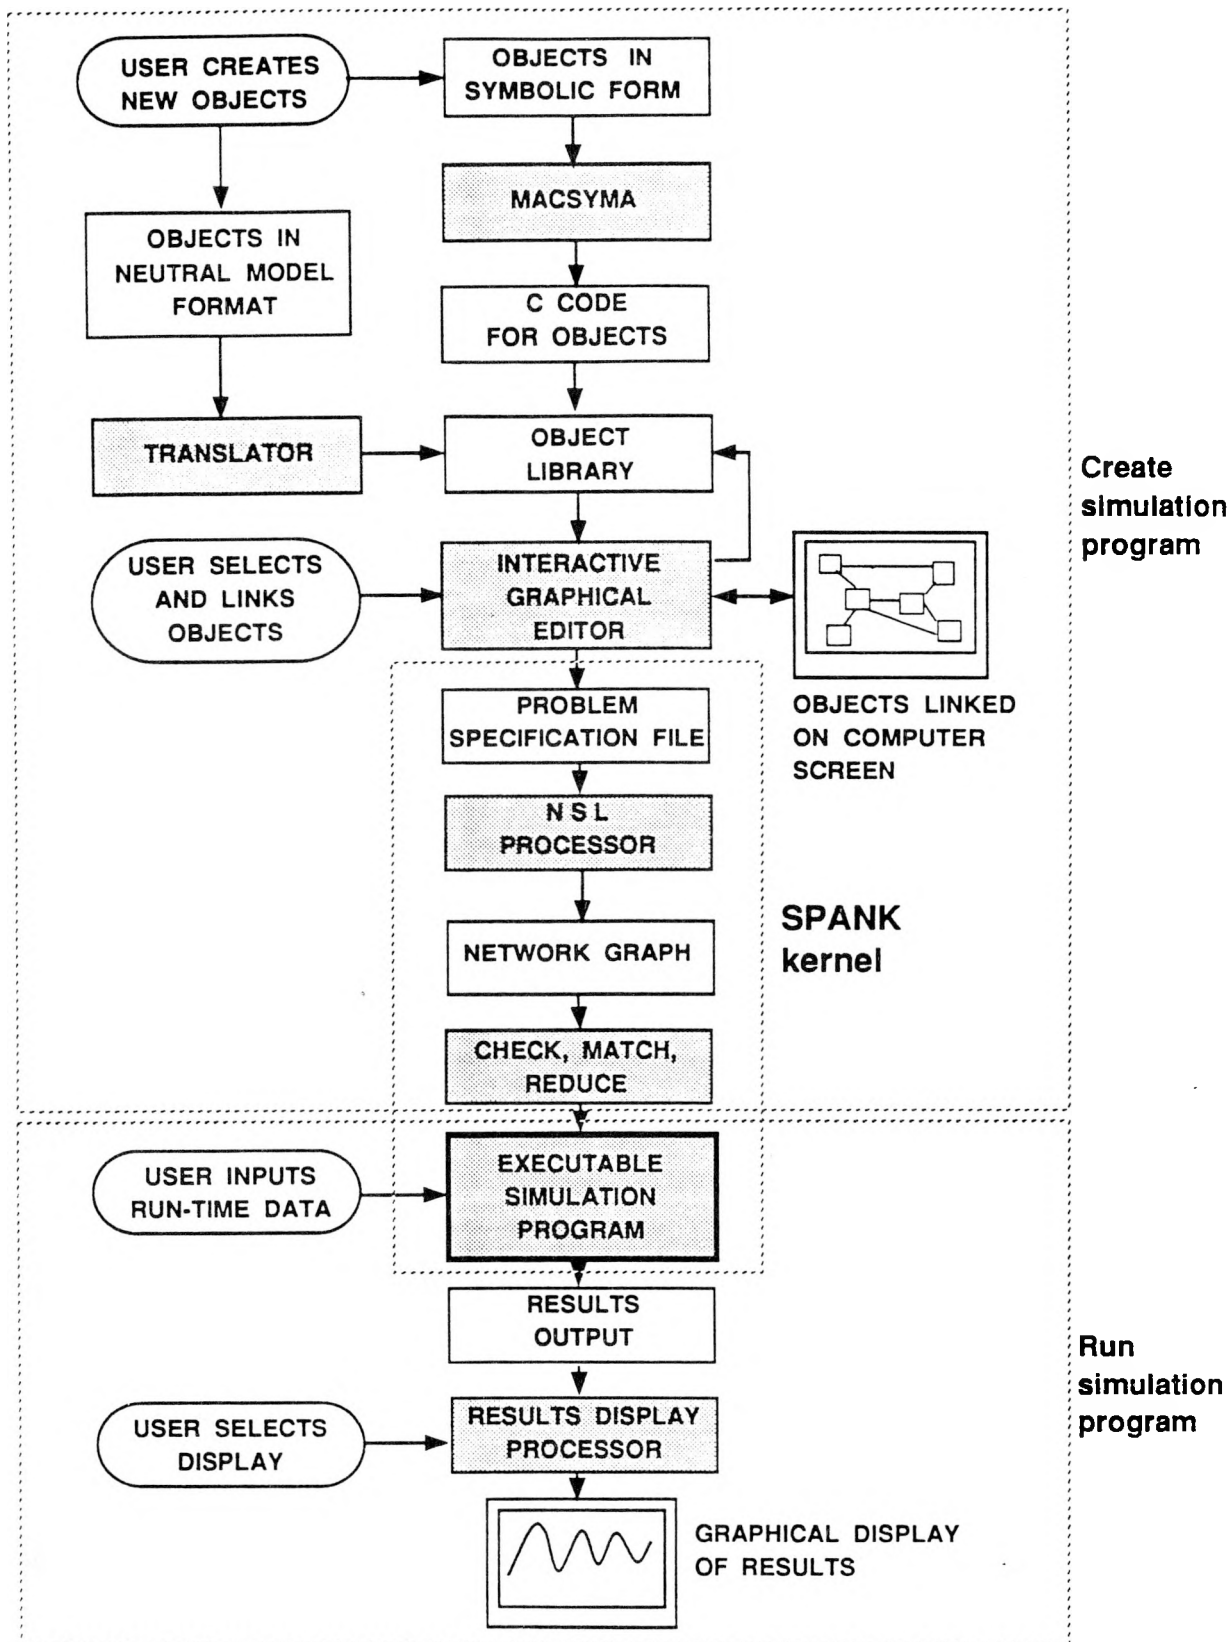 USER CREATES
NEW OBJECTS
OBJECTS IN
SYMBOLIC FORM
MACSYMA
OBJECTS IN
NEUTRAL MODEL
FORMAT
C CODE
FOR OBJECTS
TRANSLATOR
OBJECT
LIBRARY
Create
simulation
program
USER SELECTS
AND LINKS
OBJECTS
INTERACTIVE
GRAPHICAL
EDITOR
OBJECTS LINKED
ON COMPUTER
SCREEN
PROBLEM
SPECIFICATION FILE
NSL
PROCESSOR
SPANK
kernel
NETWORK GRAPH
CHECK, MATCH,
REDUCE
USER INPUTS
RUN-TIME DATA
EXECUTABLE
SIMULATION
PROGRAM
RESULTS
OUTPUT
Run
simulation
program
USER SELECTS
DISPLAY
RESULTS DISPLAY
PROCESSOR
GRAPHICAL DISPLAY
OF RESULTS